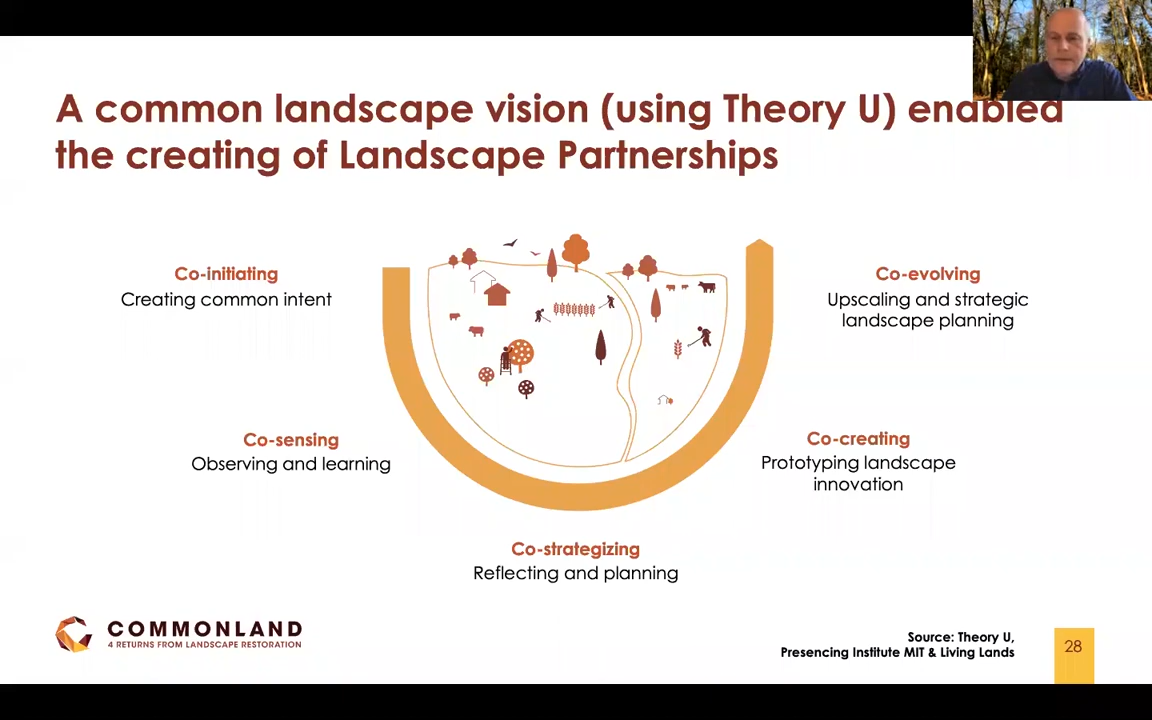 A common landscape vision (using Theory U) enabled
the creating of Landscape Partnerships
Co-initiating
Creating common intent
Co-evolving
Upscaling and strategic
landscape planning
Co-sensing
Observing and learning
Co-creating
Prototyping landscape
innovation
Co-strategizing
Reflecting and planning
COMMONLAND
4 RETURNS FROM LANDSCAPE RESTORATION
Source: Theory U,
Presencing Institute MIT & Living Lands
28